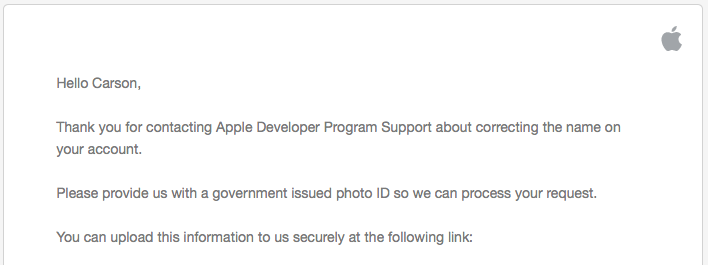 Hello Carson,
Thank you for contacting Apple Developer Program Support about correcting the name on
your account.
Please provide us with a government issued photo ID so we can process your request.
You can upload this information to us securely at the following link: